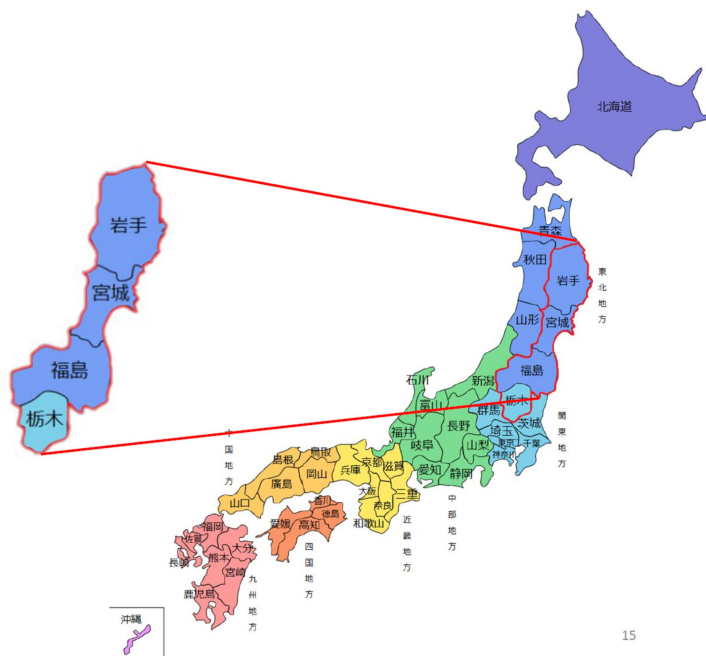 北海道
青森
秋田
岩手
東北地方
山形
宮城
福島
新潟
石川
富山
栃木
群馬
茨城
関東地方
福井
長野
埼玉
岐阜
山梨
東京
千葉
神奈川
愛知
静岡
中部地方
中国地方
島根
鳥取
兵庫
京都
滋賀
廣島
岡山
大阪
奈良
三重
山口
和歌山
近畿地方
香川
徳島
愛媛
高知
四国地方
福岡
佐賀
大分
長崎
熊本
宮崎
鹿児島
九州地方
沖縄
岩手
宮城
福島
栃木
15